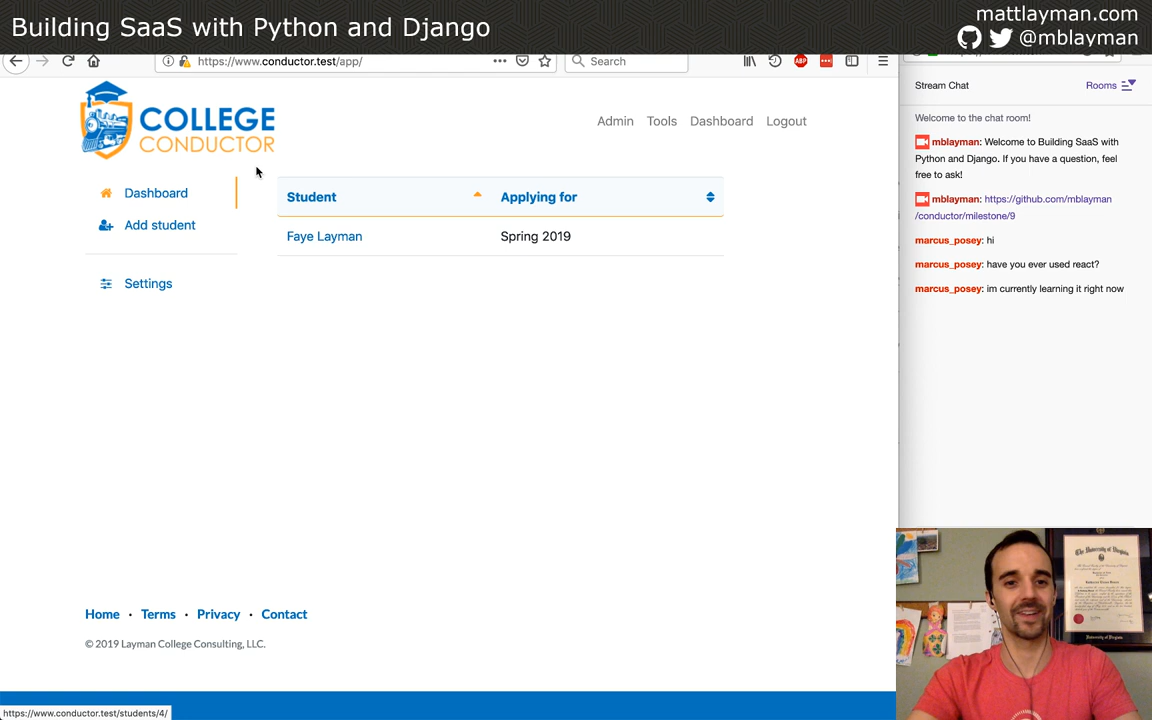 Building SaaS with Python and Django
mattlayman.com
@mblayman
https://www.conductor.test/app/
Search
ABP
COLLEGE
CONDUCTOR
Admin
Tools
Dashboard
Logout
Dashboard
Add student
Settings
Student
Applying for
Faye Layman
Spring 2019
Home · Terms · Privacy · Contact
© 2019 Layman College Consulting, LLC.
https://www.conductor.test/students/4/
Stream Chat
Rooms
Welcome to the chat room!
mblayman: Welcome to Building SaaS with
Python and Django. If you have a question, feel
free to ask!
mblayman: https://github.com/mblayman
/conductor/milestone/9
marcus_posey: hi
marcus_posey: have you ever used react?
marcus_posey: im currently learning it right now
The University of Virginia